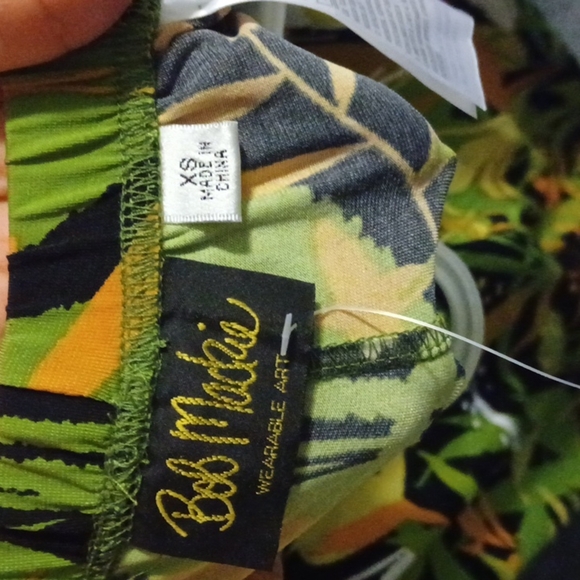 XS
MADE IN
CHINA
Bob Mackie
WEARABLE ART